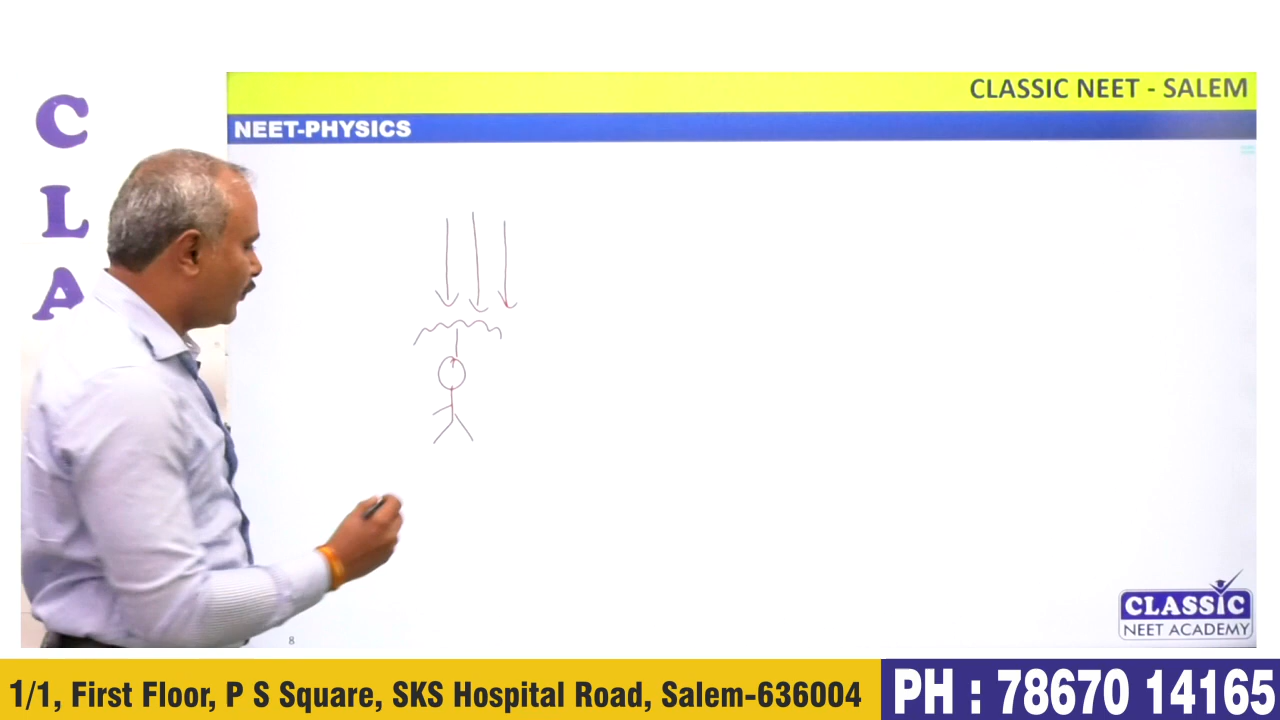 CLASSIC NEET - SALEM
NEET-PHYSICS
C
L
A
8
CLASSIC
NEET ACADEMY
1/1, First Floor, P S Square, SKS Hospital Road, Salem-636004
PH : 78670 14165